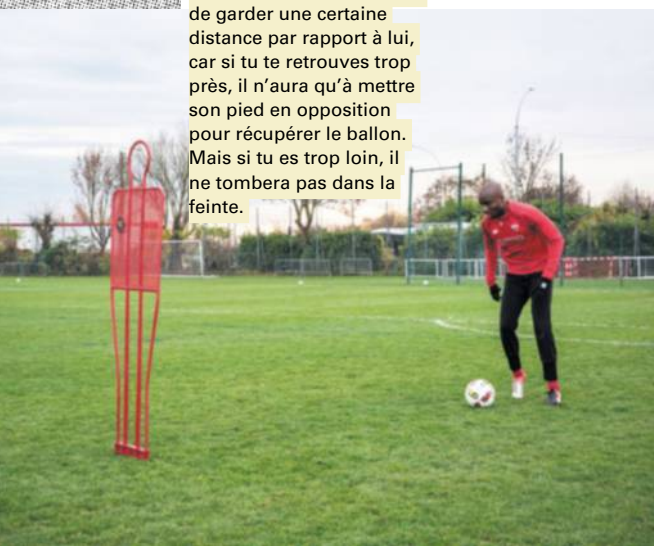 de garder une certaine
distance par rapport à lui,
car si tu te retrouves trop
près, il n’aura qu’à mettre
son pied en opposition
pour récupérer le ballon.
Mais si tu es trop loin, il
ne tombera pas dans la
feinte.